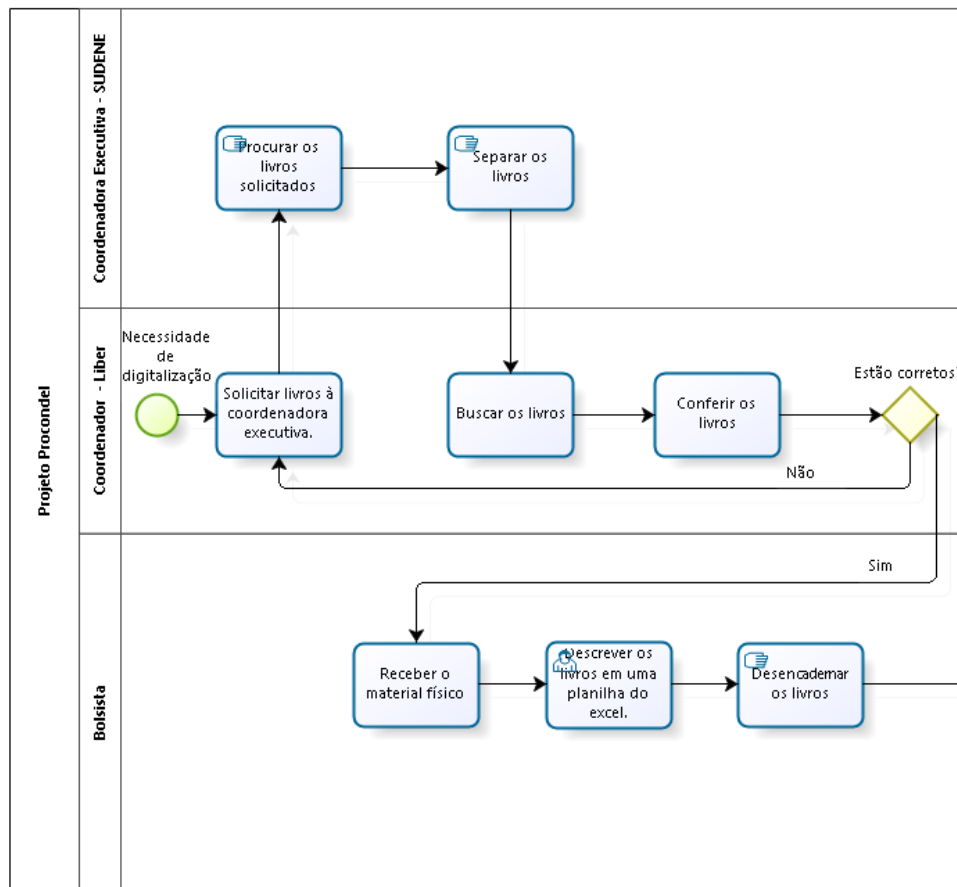 Projeto Procondel
Coordenadora Executiva - SUDENE
Procurar os
livros
solicitados
Separar os
livros
Coordenador - Liber
Necessidade
de
digitalização
Solicitar livros à
coordenadora
executiva.
Buscar os livros
Conferir os
livros
Estão corretos?
Não
Sim
Bolsista
Receber o
material físico
Descrever os
livros em uma
planilha do
excel.
Desencadernar
os livros